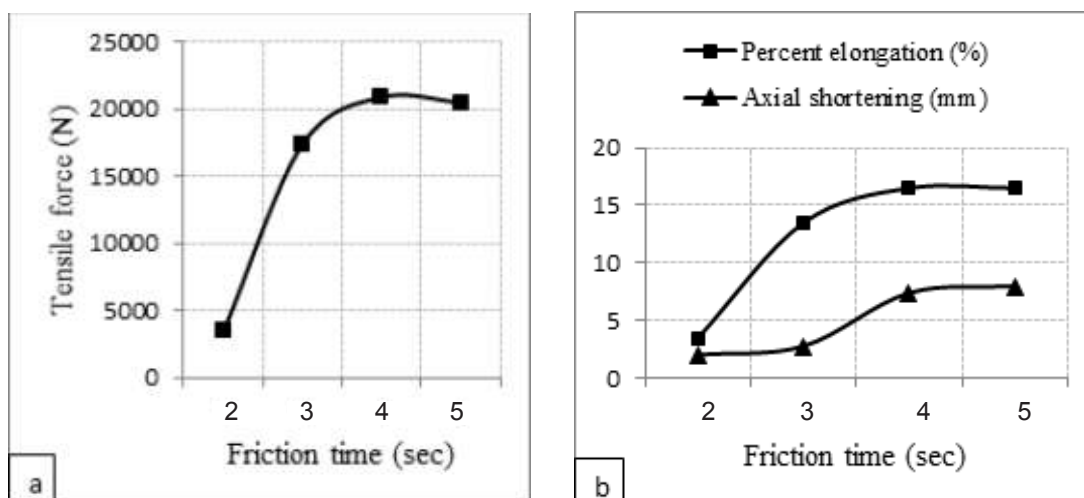 25000
20000
15000
10000
5000
0
Tensile force (N)
2 3 4 5
Friction time (sec)
a
Percent elongation (%)
Axial shortening (mm)
20
15
10
5
0
2 3 4 5
Friction time (sec)
b